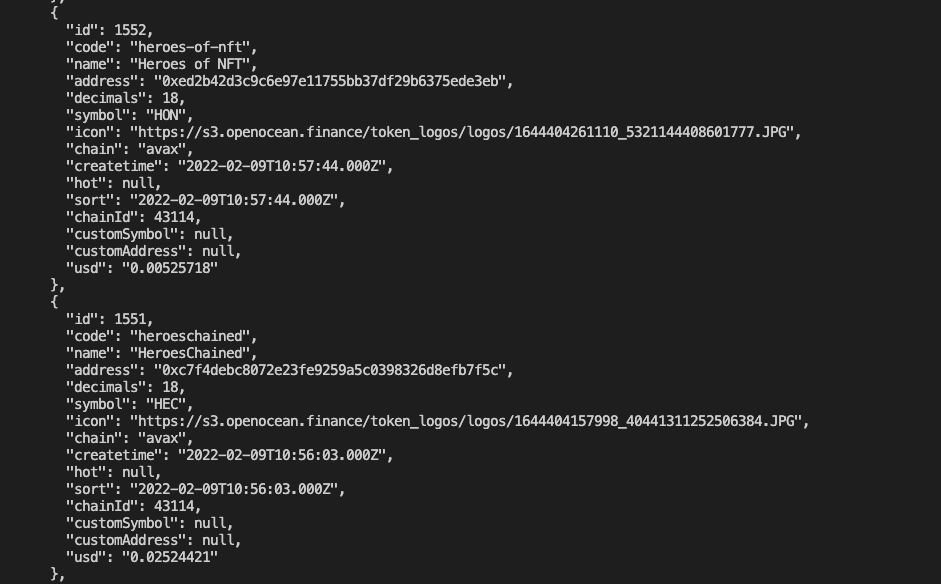 },
{
"id": 1552,
"code": "heroes-of-nft",
"name": "Heroes of NFT",
"address": "0xed2b42d3c9c6e97e11755bb37df29b6375ede3eb",
"decimals": 18,
"symbol": "HON",
"icon": "https://s3.openocean.finance/token_logos/logos/1644404261110_5321144408601777.JPG",
"chain": "avax",
"createtime": "2022-02-09T10:57:44.000Z",
"hot": null,
"sort": "2022-02-09T10:57:44.000Z",
"chainId": 43114,
"customSymbol": null,
"customAddress": null,
"usd": "0.00525718"
},
{
"id": 1551,
"code": "heroeschained",
"name": "HeroesChained",
"address": "0xc7f4debc8072e23fe9259a5c0398326d8efb7f5c",
"decimals": 18,
"symbol": "HEC",
"icon": "https://s3.openocean.finance/token_logos/logos/1644404157998_40441311252506384.JPG",
"chain": "avax",
"createtime": "2022-02-09T10:56:03.000Z",
"hot": null,
"sort": "2022-02-09T10:56:03.000Z",
"chainId": 43114,
"customSymbol": null,
"customAddress": null,
"usd": "0.02524421"
},